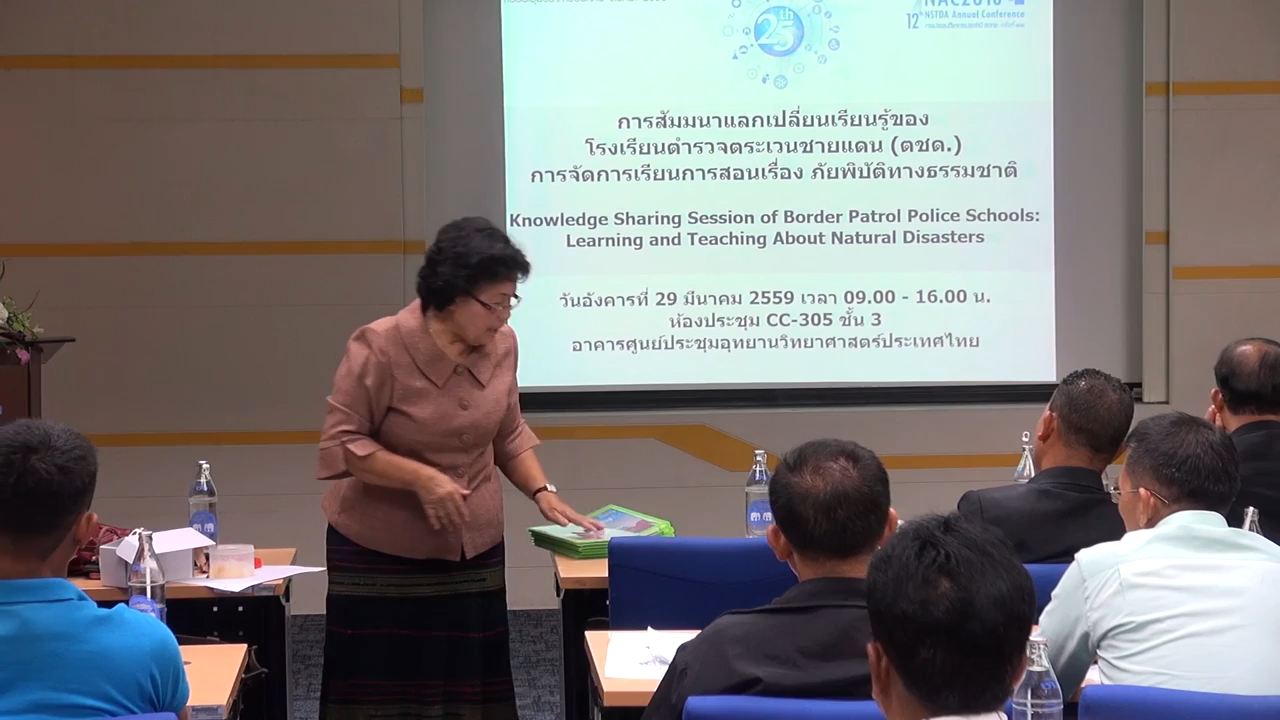 NAC2016
12th NSTDA Annual Conference
25th
การสัมมนาแลกเปลี่ยนเรียนรู้ของ
โรงเรียนตำรวจตระเวนชายแดน (ตชด.)
การจัดการเรียนการสอนเรื่อง ภัยพิบัติทางธรรมชาติ
Knowledge Sharing Session of Border Patrol Police Schools:
Learning and Teaching About Natural Disasters
วันอังคารที่ 29 มีนาคม 2559 เวลา 09.00 - 16.00 น.
ห้องประชุม CC-305 ชั้น 3
อาคารศูนย์ประชุมอุทยานวิทยาศาสตร์ประเทศไทย